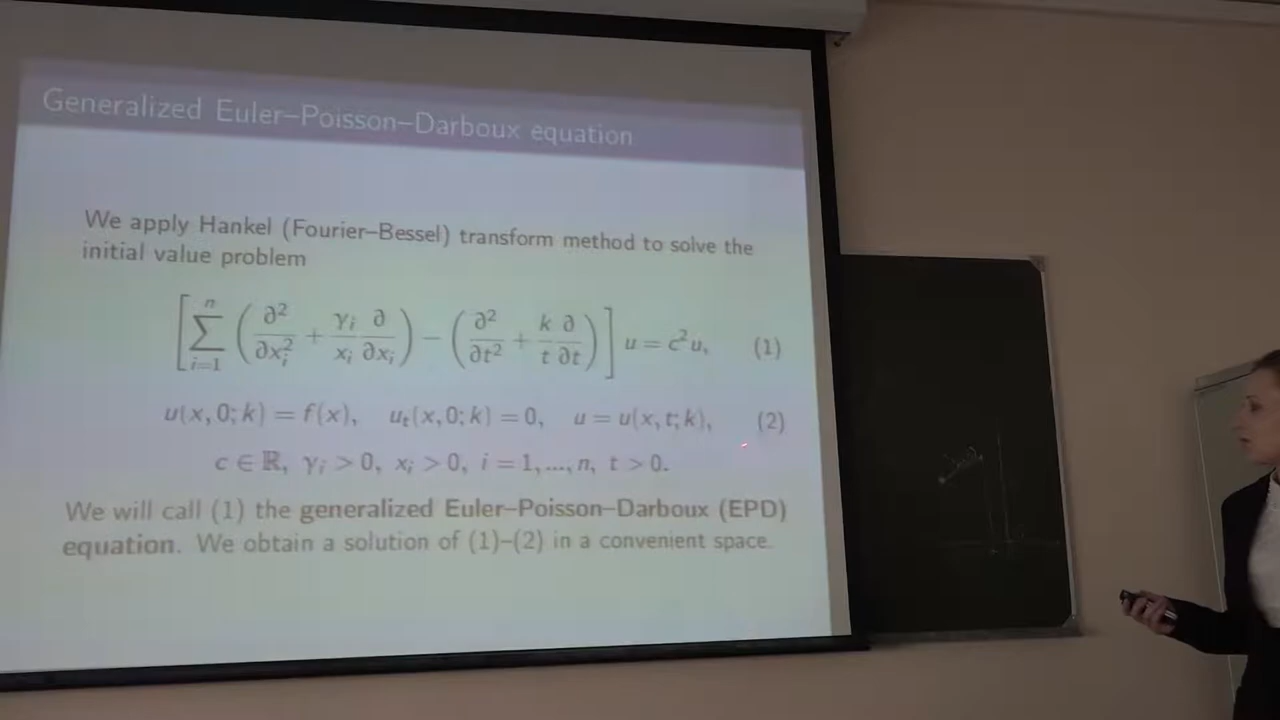 Generalized Euler–Poisson–Darboux equation
We apply Hankel (Fourier–Bessel) transform method to solve the
initial value problem
[∑_{i=1}^{n} (∂²/∂x_i² + γ_i/x_i ∂/∂x_i) − (∂²/∂t² + k/t ∂/∂t)] u = c²u, (1)
u(x, 0; k) = f(x), u_t(x, 0; k) = 0, u = u(x, t; k), (2)
c ∈ ℝ, γ_i > 0, x_i > 0, i = 1, ..., n, t > 0.
We will call (1) the generalized Euler–Poisson–Darboux (EPD)
equation. We obtain a solution of (1)–(2) in a convenient space.